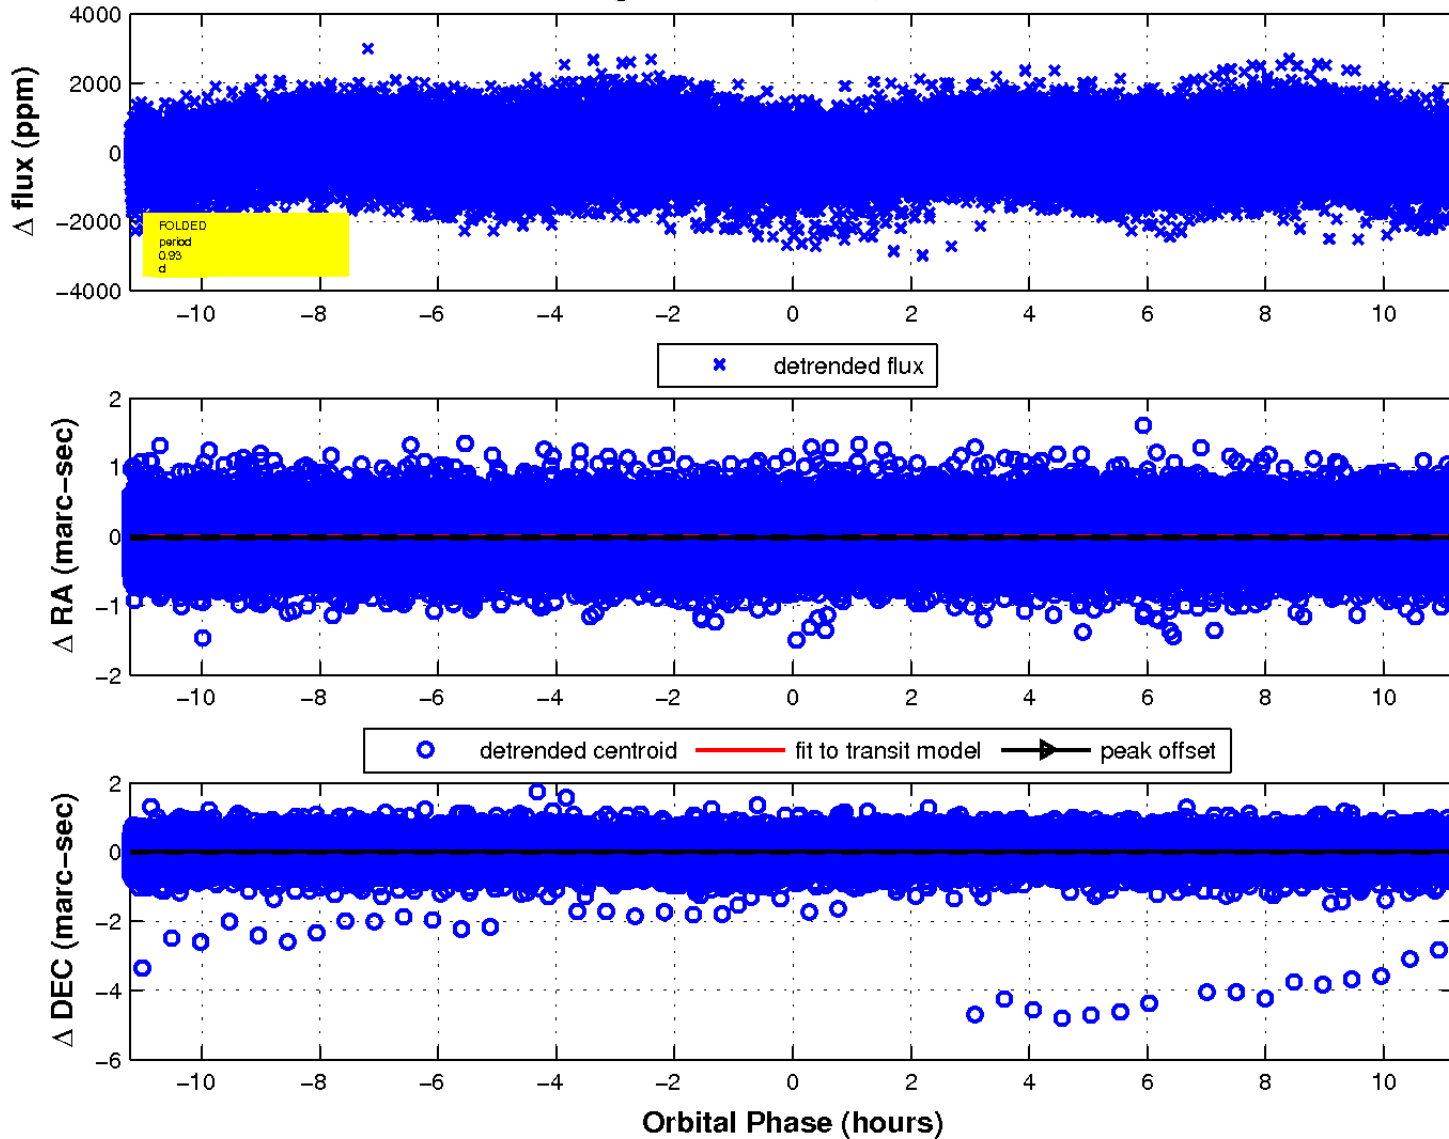 4000
2000
0
−2000
−4000
Δ flux (ppm)
FOLDED
period
0.93
d
−10 −8 −6 −4 −2 0 2 4 6 8 10
detrended flux
2
1
0
−1
−2
Δ RA (marc−sec)
−10 −8 −6 −4 −2 0 2 4 6 8 10
detrended centroid fit to transit model peak offset
2
0
−2
−4
−6
Δ DEC (marc−sec)
−10 −8 −6 −4 −2 0 2 4 6 8 10
Orbital Phase (hours)